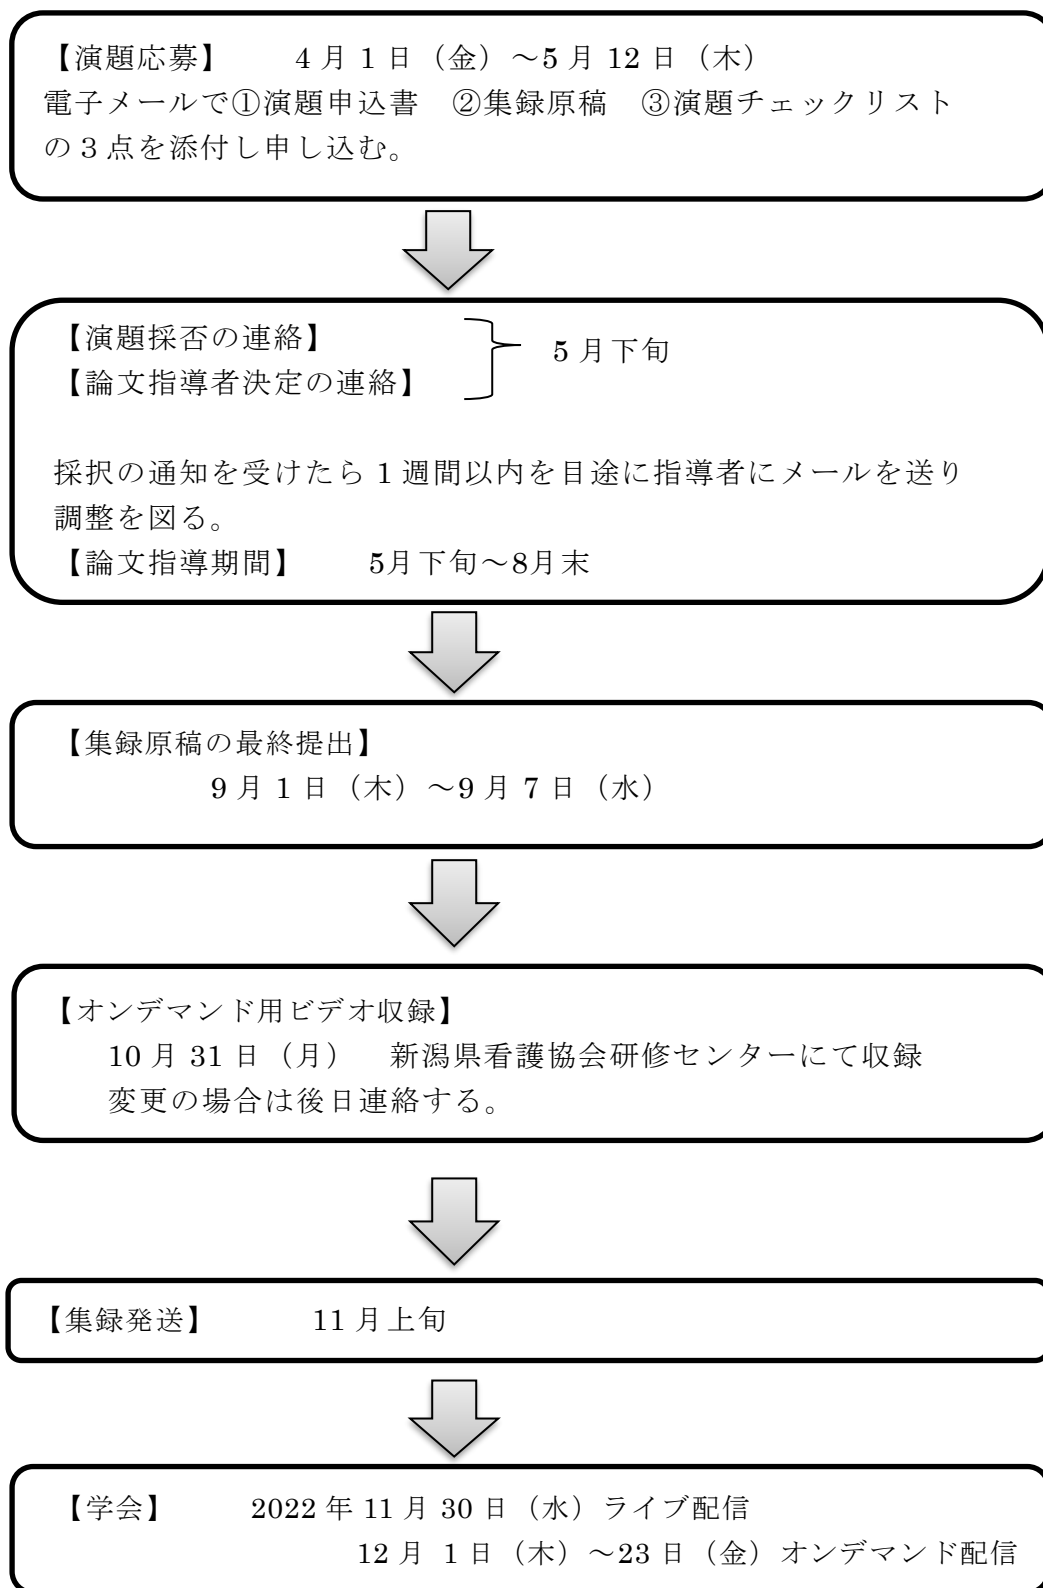 【演題応募】　　4月1日（金）～5月12日（木）
電子メールで①演題申込書　②集録原稿　③演題チェックリスト
の3点を添付し申し込む。
【演題採否の連絡】
【論文指導者決定の連絡】
5月下旬
採択の通知を受けたら1週間以内を目途に指導者にメールを送り
調整を図る。
【論文指導期間】　　5月下旬～8月末
【集録原稿の最終提出】
9月1日（木）～9月7日（水）
【オンデマンド用ビデオ収録】
10月31日（月）　新潟県看護協会研修センターにて収録
変更の場合は後日連絡する。
【集録発送】　　　11月上旬
【学会】　　2022年11月30日（水）ライブ配信
12月 1日（木）～23日（金）オンデマンド配信